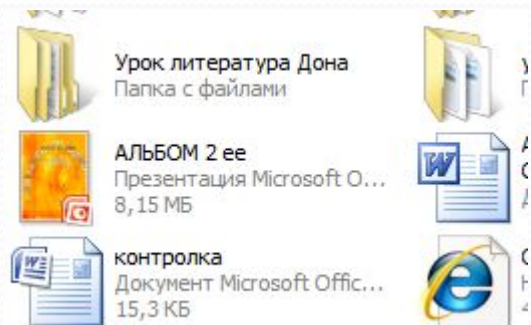 Урок литература Дона
Папка с файлами
АЛЬБОМ 2 ее
Презентация Microsoft O...
8,15 МБ
контролка
Документ Microsoft Offic...
15,3 КБ